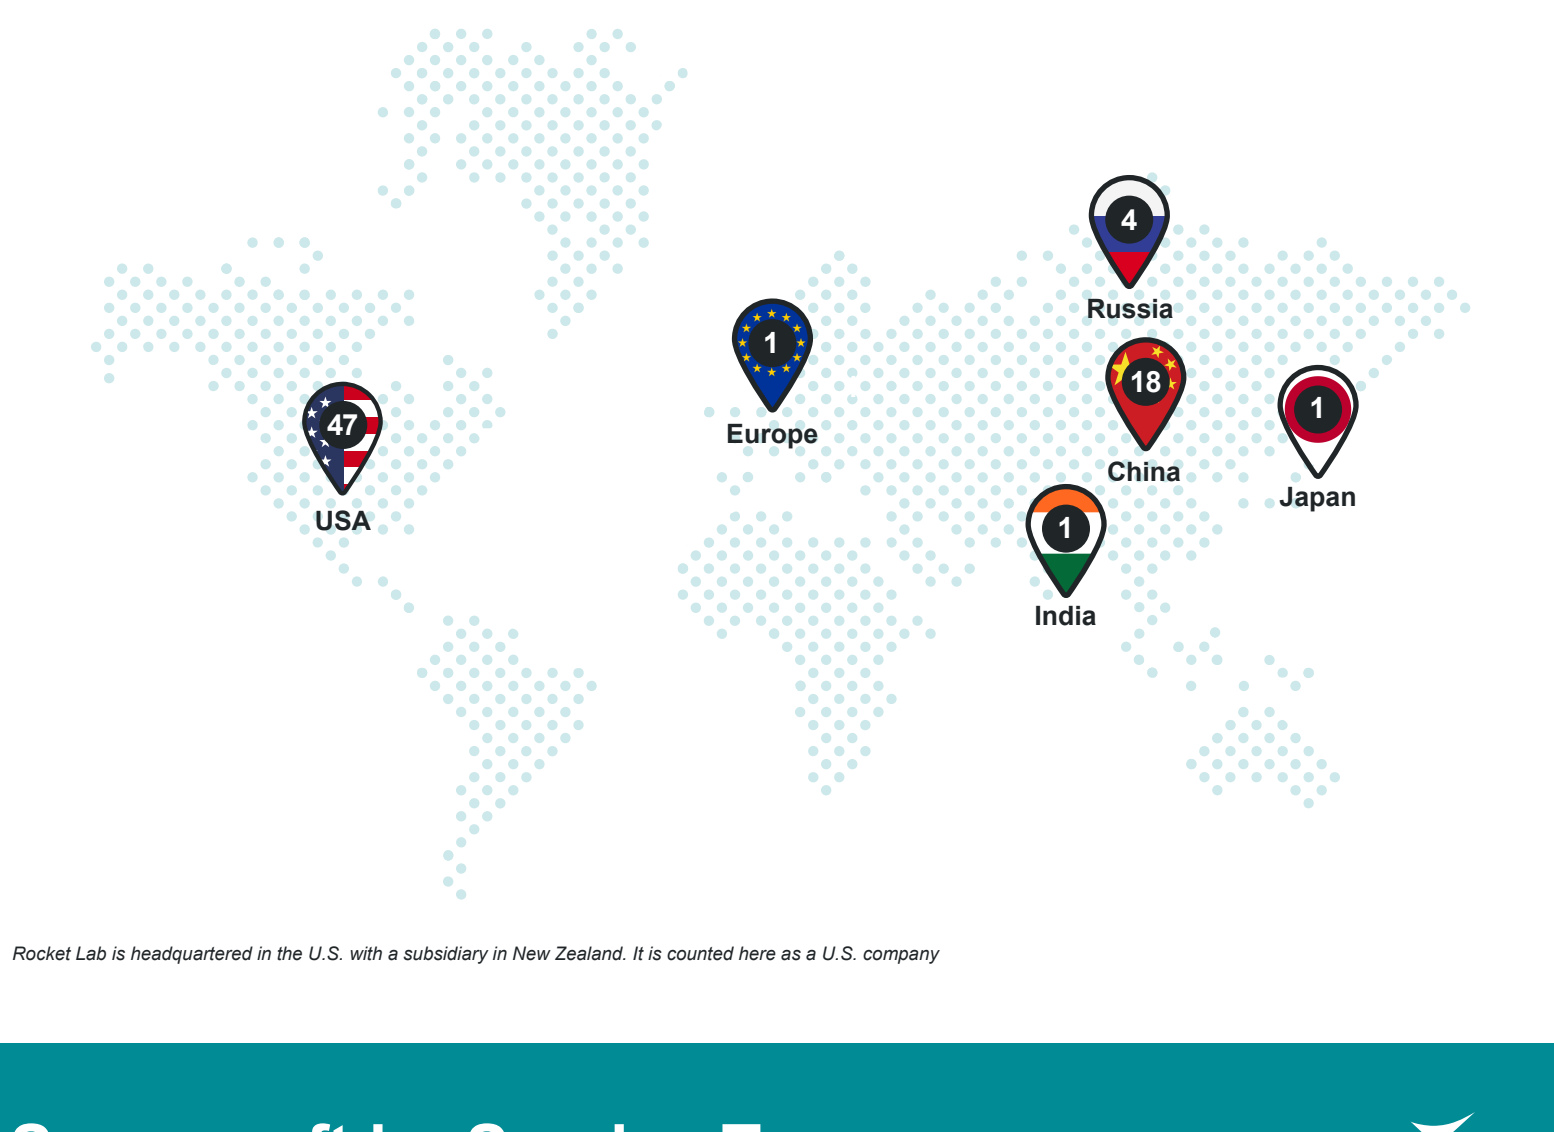 4
Russia
1
Europe
18
China
1
Japan
47
USA
1
India
Rocket Lab is headquartered in the U.S. with a subsidiary in New Zealand. It is counted here as a U.S. company